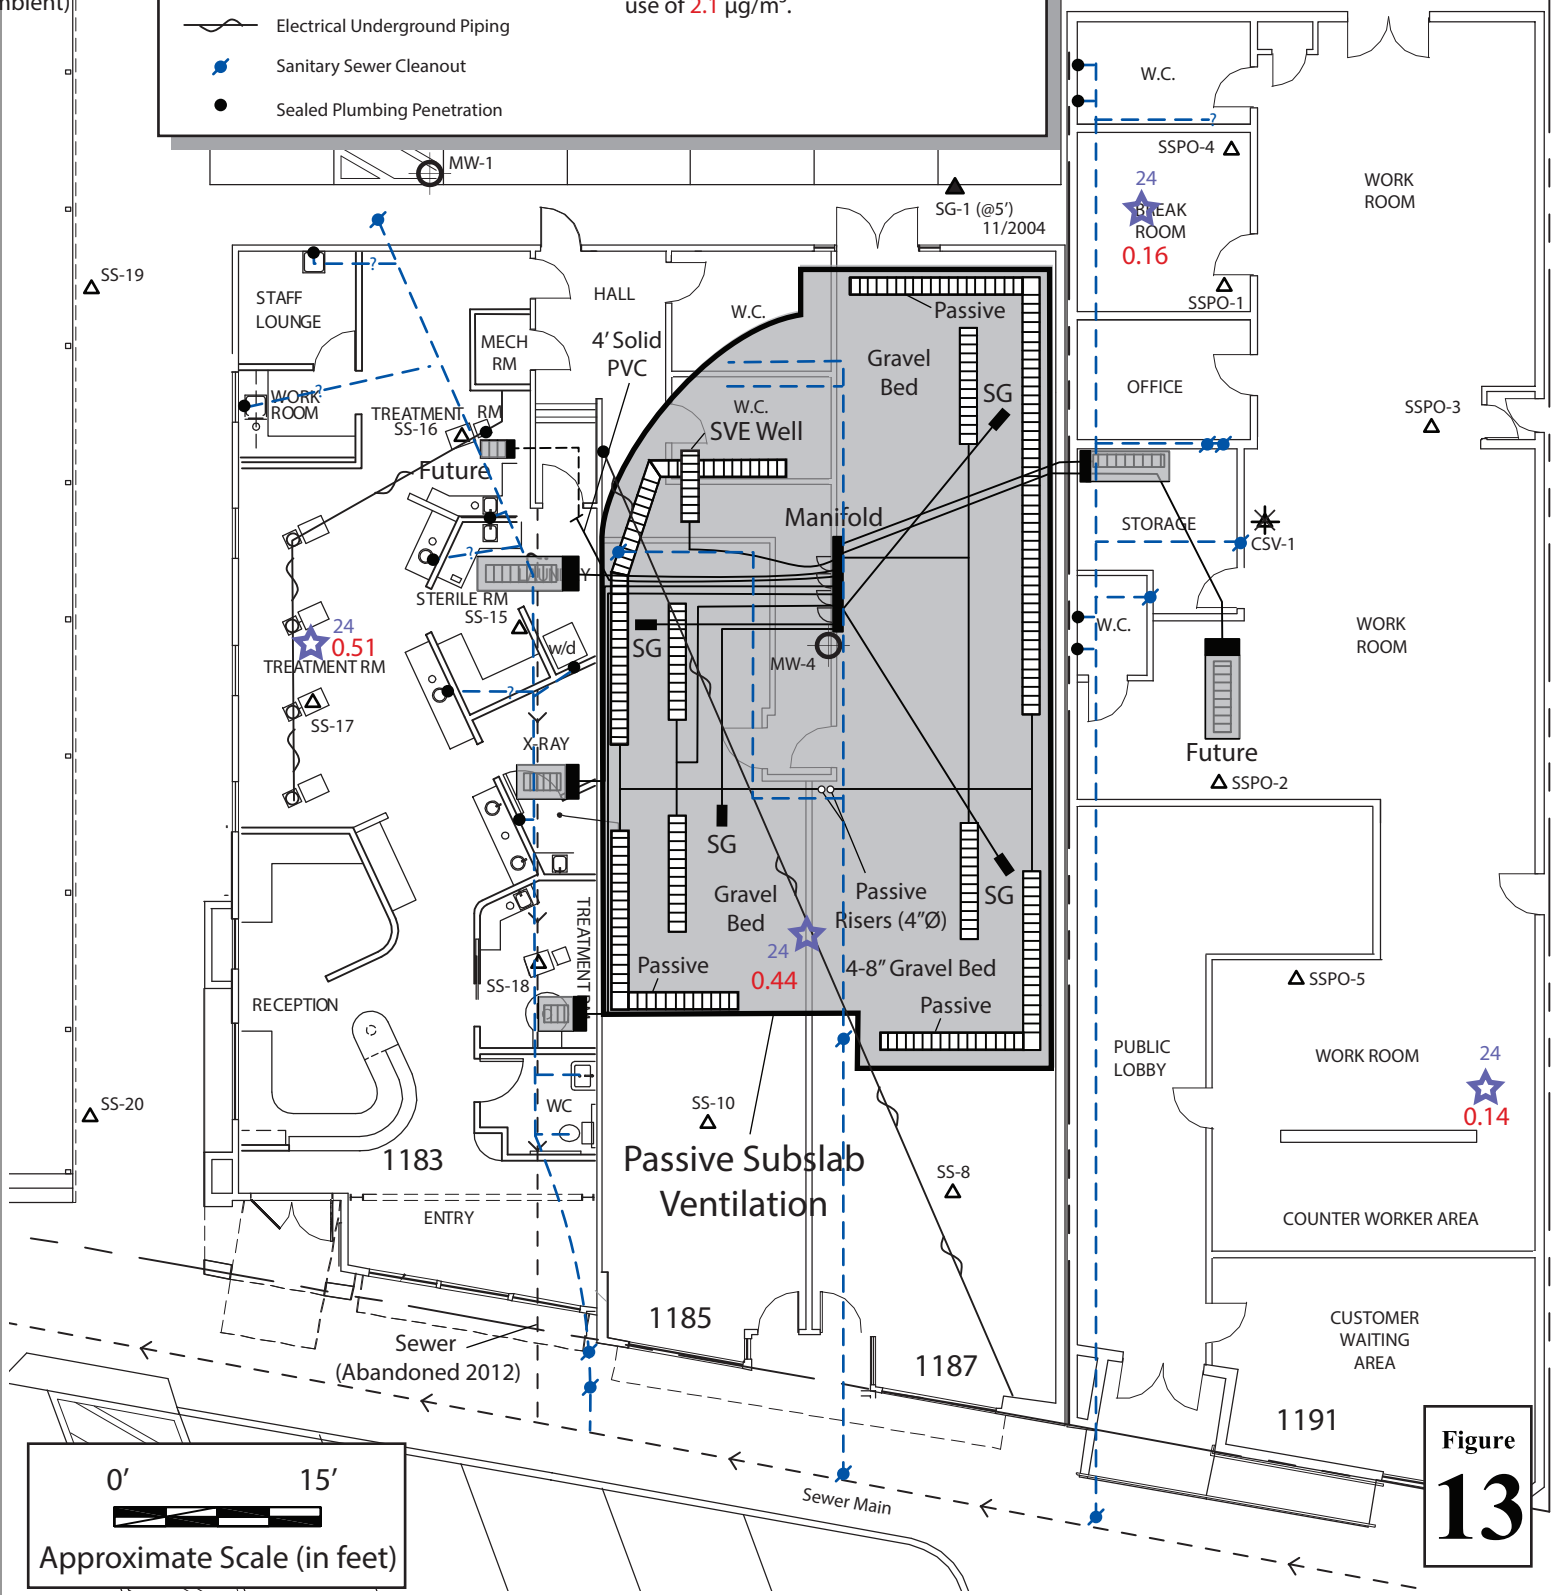 use of 2.1 µg/m³.
Electrical Underground Piping
Sanitary Sewer Cleanout
Sealed Plumbing Penetration
MW-1
SG-1 (@5')
11/2004
W.C.
?
SSPO-4
24
BREAK
ROOM
0.16
SSPO-1
WORK
ROOM
SS-19
STAFF
LOUNGE
?
HALL
W.C.
Passive
MECH
RM
4' Solid
PVC
Gravel
Bed
OFFICE
WORK
ROOM
?
TREATMENT RM
SS-16
W.C.
SVE Well
SG
SSPO-3
Future
Manifold
STORAGE
CSV-1
?
LAUNDRY
STERILE RM
SS-15
24
0.51
TREATMENT RM
w/d
SG
MW-4
W.C.
WORK
ROOM
?
SS-17
X-RAY
Future
SSPO-2
SG
Gravel
Bed
Passive
Risers (4"Ø)
SG
TREATMENT R
24
0.44
4-8" Gravel Bed
Passive
Passive
SS-18
RECEPTION
SSPO-5
PUBLIC
LOBBY
WORK ROOM
24
0.14
WC
SS-20
SS-10
1183
Passive Subslab
Ventilation
SS-8
ENTRY
COUNTER WORKER AREA
1185
1187
Sewer
(Abandoned 2012)
CUSTOMER
WAITING
AREA
1191
Sewer Main
0' 15'
Approximate Scale (in feet)
Figure
13